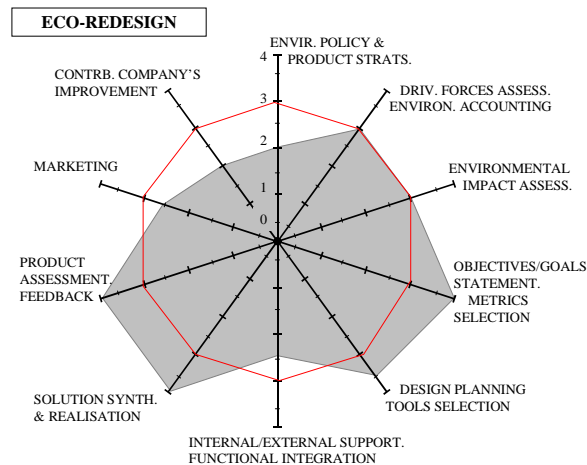 ECO-REDESIGN
4
ENVIR. POLICY &
PRODUCT STRATS.
CONTRB. COMPANY'S
IMPROVEMENT
DRIV. FORCES ASSESS.
ENVIRON. ACCOUNTING
3
2
MARKETING
ENVIRONMENTAL
IMPACT ASSESS.
1
0
PRODUCT
ASSESSMENT.
FEEDBACK
OBJECTIVES/GOALS
STATEMENT.
METRICS
SELECTION
SOLUTION SYNTH.
& REALISATION
DESIGN PLANNING
TOOLS SELECTION
INTERNAL/EXTERNAL SUPPORT.
FUNCTIONAL INTEGRATION